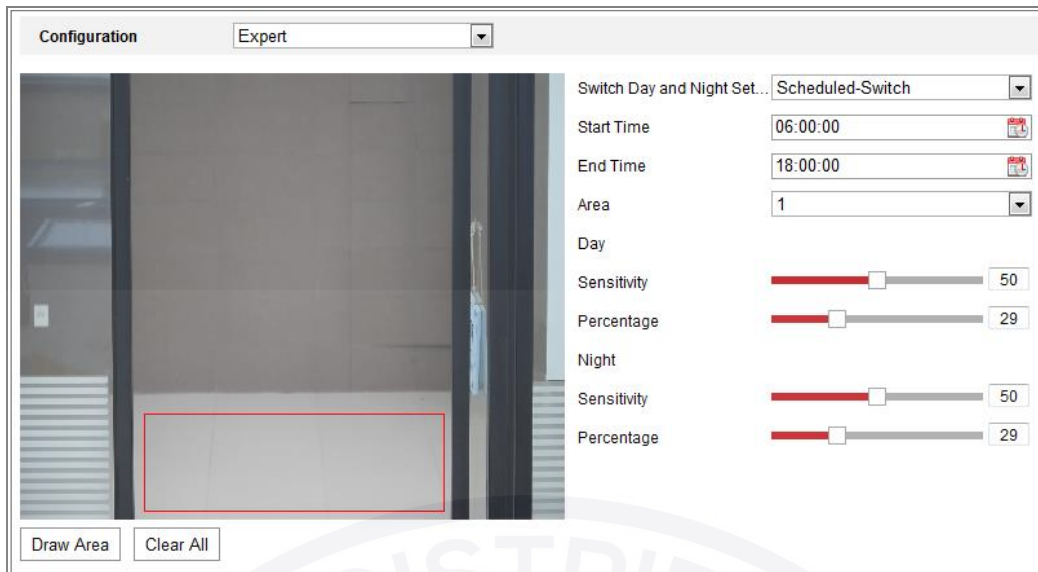 Configuration Expert
Switch Day and Night Set... Scheduled-Switch
Start Time 06:00:00
End Time 18:00:00
Area 1
Day
Sensitivity 50
Percentage 29
Night
Sensitivity 50
Percentage 29
Draw Area Clear All